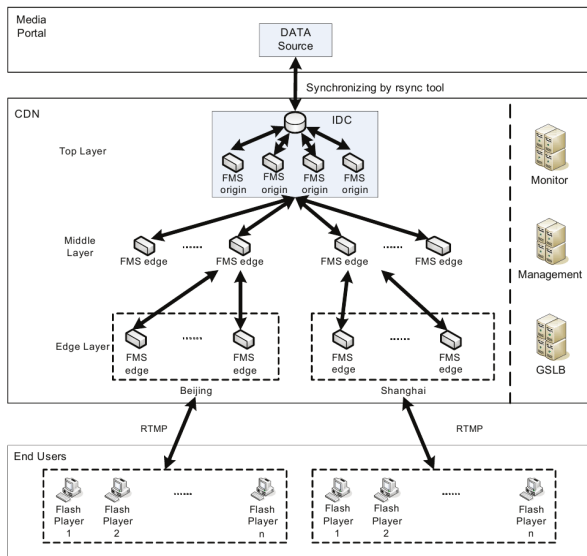 Media
Portal
DATA
Source
Synchronizing by rsync tool
CDN
IDC
Top Layer
FMS origin
FMS origin
FMS origin
FMS origin
Monitor
Middle
Layer
......
......
FMS edge
FMS edge
FMS edge
FMS edge
Management
Edge Layer
......
......
FMS edge
FMS edge
FMS edge
FMS edge
GSLB
Beijing
Shanghai
RTMP
RTMP
End Users
......
......
Flash Player 1
Flash Player 2
Flash Player n
Flash Player 1
Flash Player 2
Flash Player n